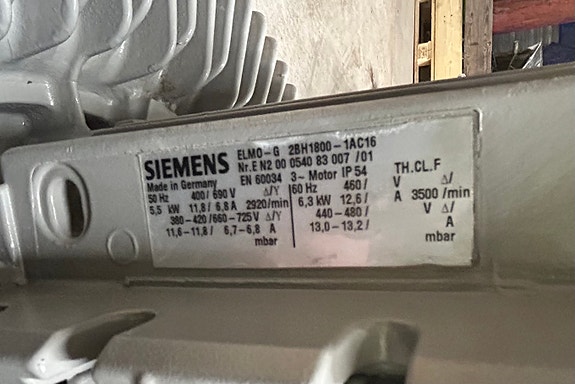 SIEMENS ELMO-G 2BH1800-1AC16
Nr.E N2 00 0540 83 007 /01
Made in Germany EN 60034 3~ Motor IP 54 TH.CL.F
50 Hz 400/ 690 V Δ/Y 60 Hz 460/ V Δ/
5,5 kW 11,8/ 6,8 A 2920/min 6,3 kW 12,6/ A 3500/min
380-420/660-725 V Δ/Y 440-480/ V Δ/
11,6-11,8/ 6,7-6,8 A 13,0-13,2/ A
mbar mbar